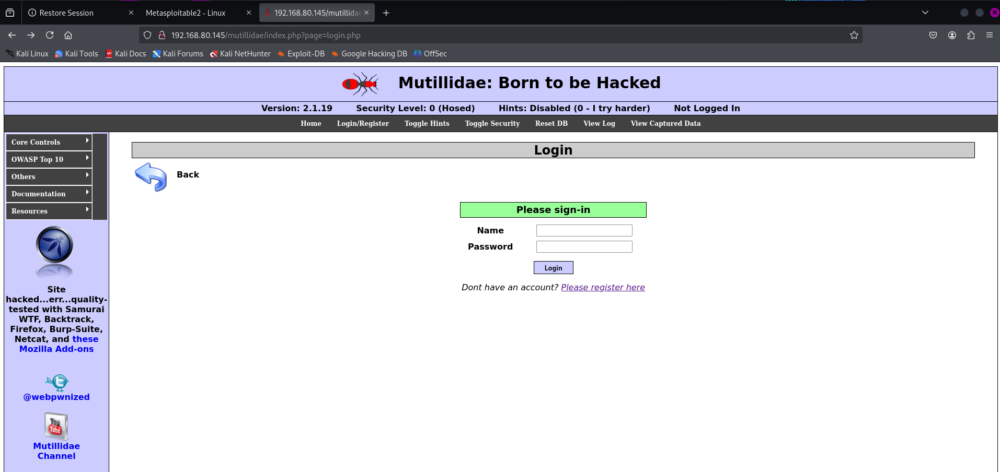 Restore Session
Metasploitable2 - Linux
192.168.80.145/mutillidae
192.168.80.145/mutillidae/index.php?page=login.php
Kali Linux Kali Tools Kali Docs Kali Forums Kali NetHunter Exploit-DB Google Hacking DB OffSec
Mutillidae: Born to be Hacked
Version: 2.1.19 Security Level: 0 (Hosed) Hints: Disabled (0 - I try harder) Not Logged In
Home Login/Register Toggle Hints Toggle Security Reset DB View Log View Captured Data
Core Controls
OWASP Top 10
Others
Documentation
Resources
Site
hacked...err...quality-
tested with Samurai
WTF, Backtrack,
Firefox, Burp-Suite,
Netcat, and these
Mozilla Add-ons
@webpwnized
You
Tube
Mutillidae
Channel
Login
Back
Please sign-in
Name
Password
Login
Dont have an account? Please register here